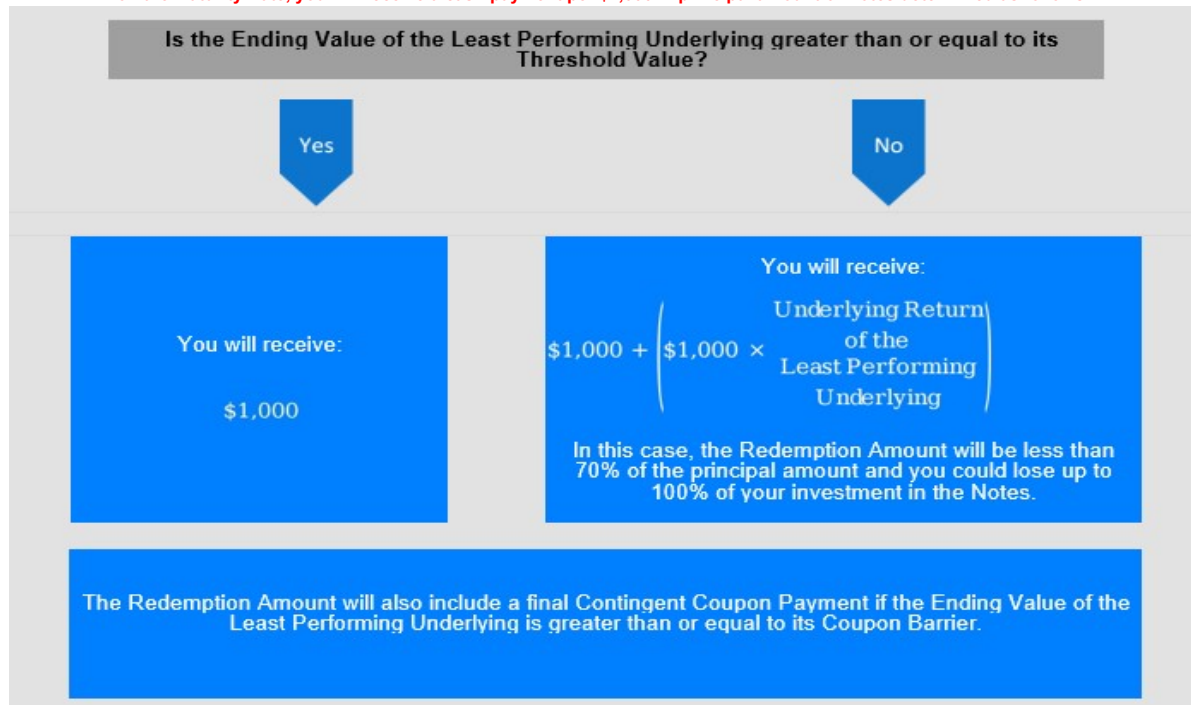 Is the Ending Value of the Least Performing Underlying greater than or equal to its
Threshold Value?
Yes
No
You will receive:
$1,000
You will receive:
$1,000 + ($1,000 × Underlying Return
of the
Least Performing
Underlying)
In this case, the Redemption Amount will be less than
70% of the principal amount and you could lose up to
100% of your investment in the Notes.
The Redemption Amount will also include a final Contingent Coupon Payment if the Ending Value of the
Least Performing Underlying is greater than or equal to its Coupon Barrier.